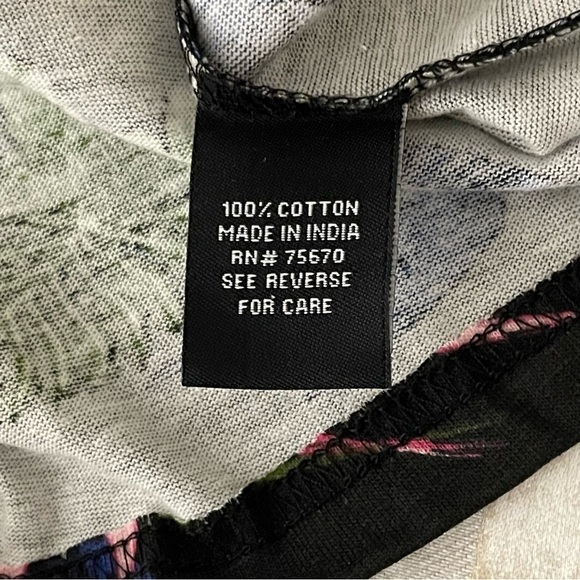 100% COTTON
MADE IN INDIA
RN# 75670
SEE REVERSE
FOR CARE